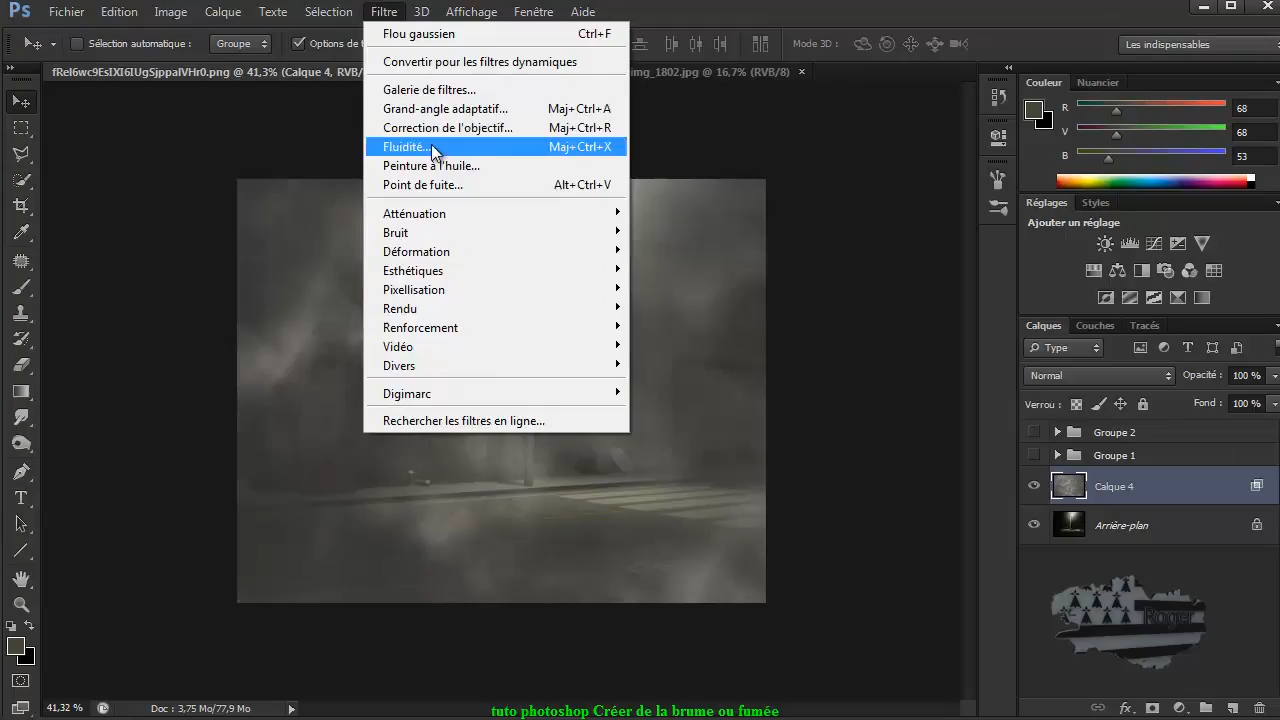 Ps Fichier Edition Image Calque Texte Sélection Filtre 3D Affichage Fenêtre Aide
Sélection automatique : Groupe Options de Mode 3D : Les indispensables
Flou gaussien Ctrl+F
Convertir pour les filtres dynamiques
Galerie de filtres...
Grand-angle adaptatif... Maj+Ctrl+A
Correction de l'objectif... Maj+Ctrl+R
Fluidité... Maj+Ctrl+X
Peinture à l'huile...
Point de fuite... Alt+Ctrl+V
Atténuation
Bruit
Déformation
Esthétiques
Pixellisation
Rendu
Renforcement
Vidéo
Divers
Digimarc
Rechercher les filtres en ligne...
@ 41,3% (Calque 4, RVB/
img_1802.jpg @ 16,7% (RVB/8) ×
Couleur Nuancier
R 68
V 68
B 53
Réglages Styles
Ajouter un réglage
Calques Couches Tracés
Type
Normal Opacité : 100 %
Verrou : Fond : 100 %
Groupe 2
Groupe 1
Calque 4
Arrière-plan
Roger
41,32 % Doc : 3,75 Mo/77,9 Mo
tuto photoshop Créer de la brume ou fumée